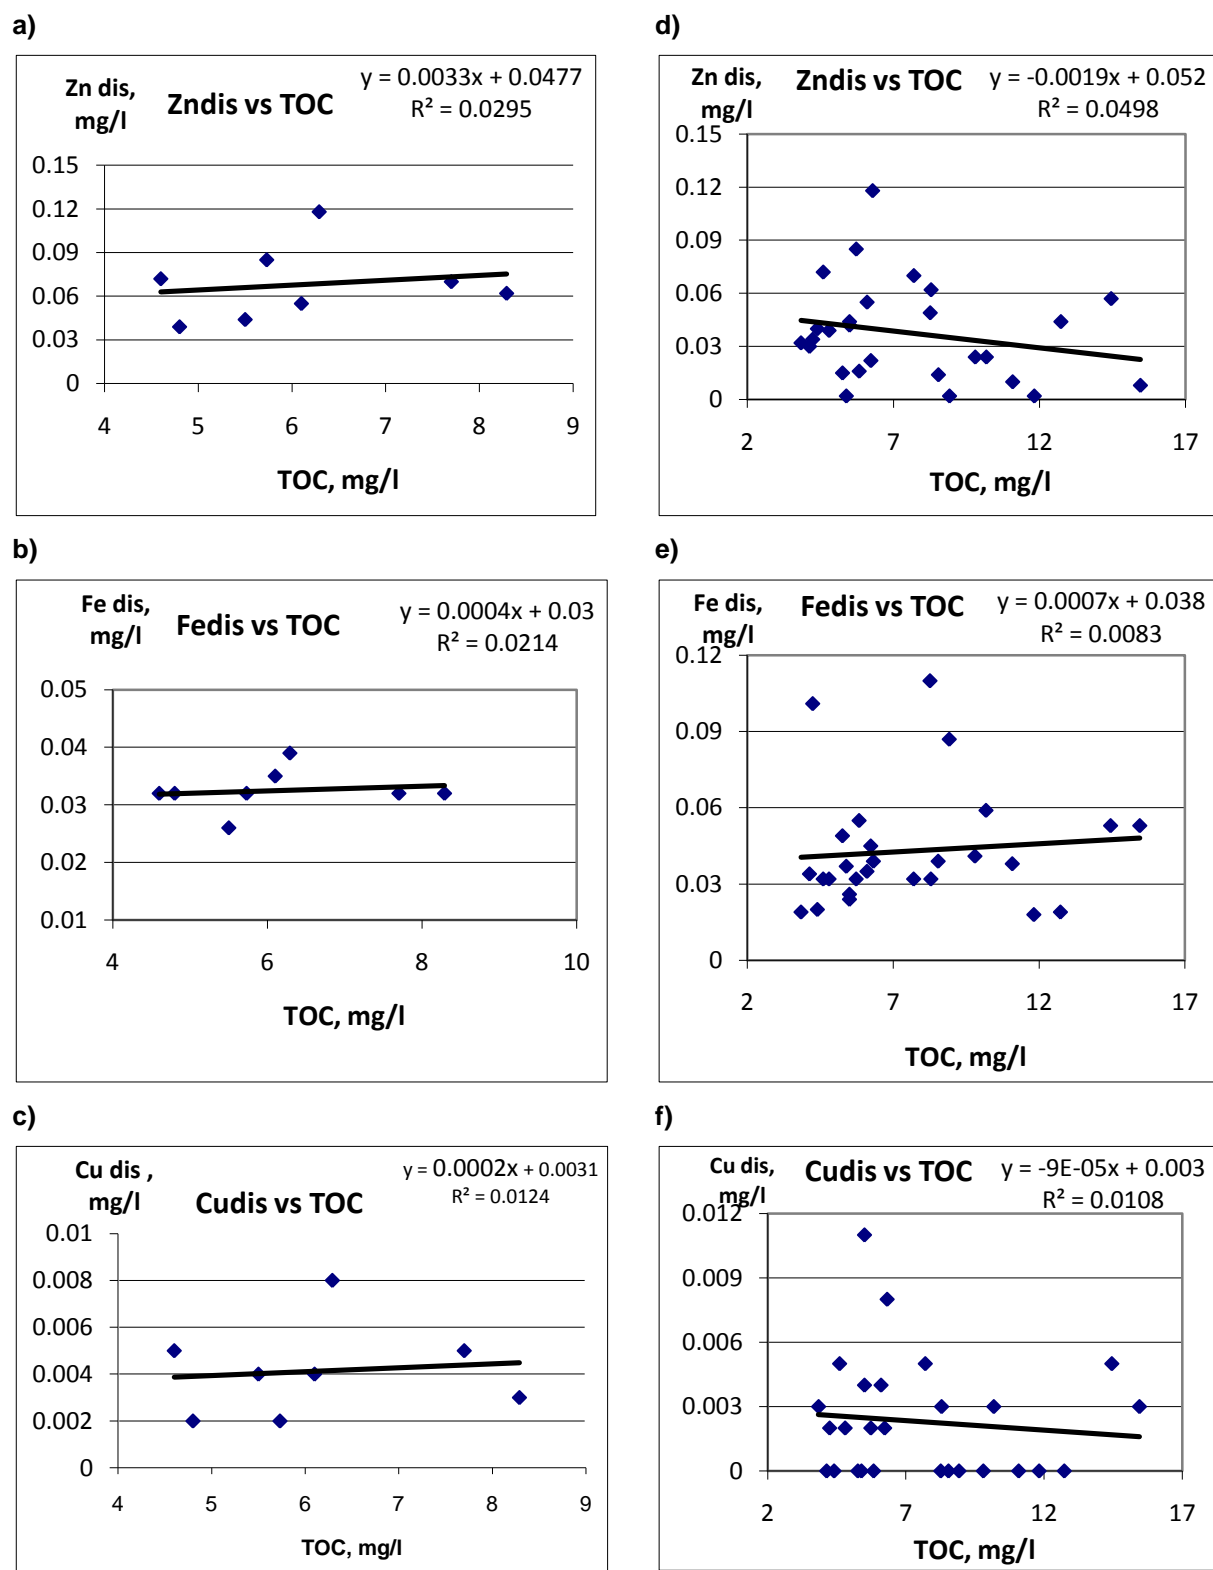 a)
Zn dis,
mg/l
Zndis vs TOC
y = 0.0033x + 0.0477
R² = 0.0295
0.15
0.12
0.09
0.06
0.03
0
4 5 6 7 8 9
TOC, mg/l
d)
Zn dis,
mg/l
Zndis vs TOC
y = -0.0019x + 0.052
R² = 0.0498
0.15
0.12
0.09
0.06
0.03
0
2 7 12 17
TOC, mg/l
b)
Fe dis,
mg/l
Fedis vs TOC
y = 0.0004x + 0.03
R² = 0.0214
0.05
0.04
0.03
0.02
0.01
4 6 8 10
TOC, mg/l
e)
Fe dis,
mg/l
Fedis vs TOC
y = 0.0007x + 0.038
R² = 0.0083
0.12
0.09
0.06
0.03
0
2 7 12 17
TOC, mg/l
c)
Cu dis ,
mg/l
Cudis vs TOC
y = 0.0002x + 0.0031
R² = 0.0124
0.01
0.008
0.006
0.004
0.002
0
4 5 6 7 8 9
TOC, mg/l
f)
Cu dis,
mg/l
Cudis vs TOC
y = -9E-05x + 0.003
R² = 0.0108
0.012
0.009
0.006
0.003
0
2 7 12 17
TOC, mg/l